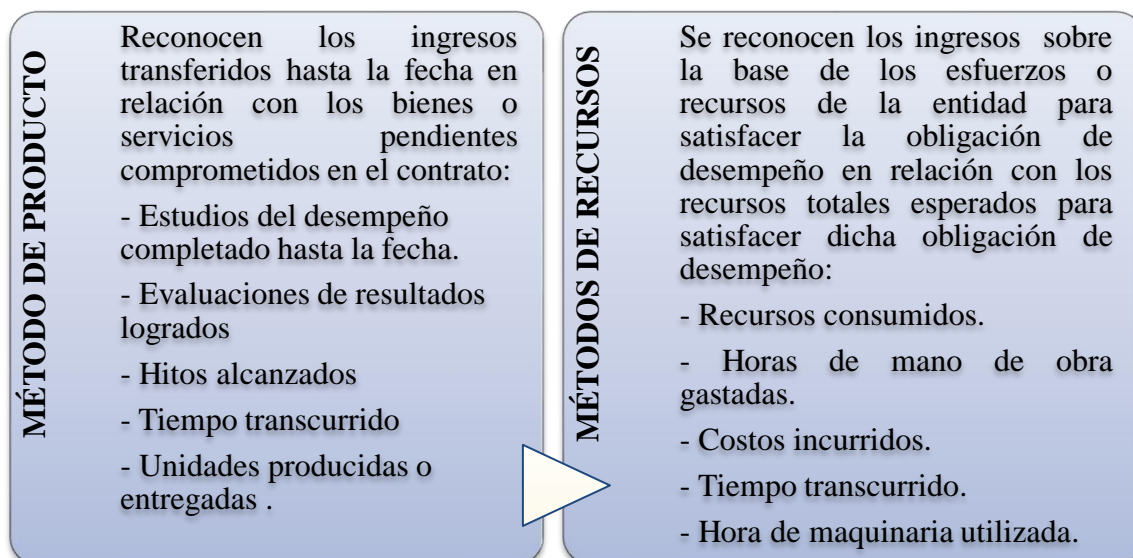 MÉTODO DE PRODUCTO
Reconocen los ingresos
transferidos hasta la fecha en
relación con los bienes o
servicios pendientes
comprometidos en el contrato:
- Estudios del desempeño
completado hasta la fecha.
- Evaluaciones de resultados
logrados
- Hitos alcanzados
- Tiempo transcurrido
- Unidades producidas o
entregadas .
MÉTODOS DE RECURSOS
Se reconocen los ingresos sobre
la base de los esfuerzos o
recursos de la entidad para
satisfacer la obligación de
desempeño en relación con los
recursos totales esperados para
satisfacer dicha obligación de
desempeño:
- Recursos consumidos.
- Horas de mano de obra
gastadas.
- Costos incurridos.
- Tiempo transcurrido.
- Hora de maquinaria utilizada.